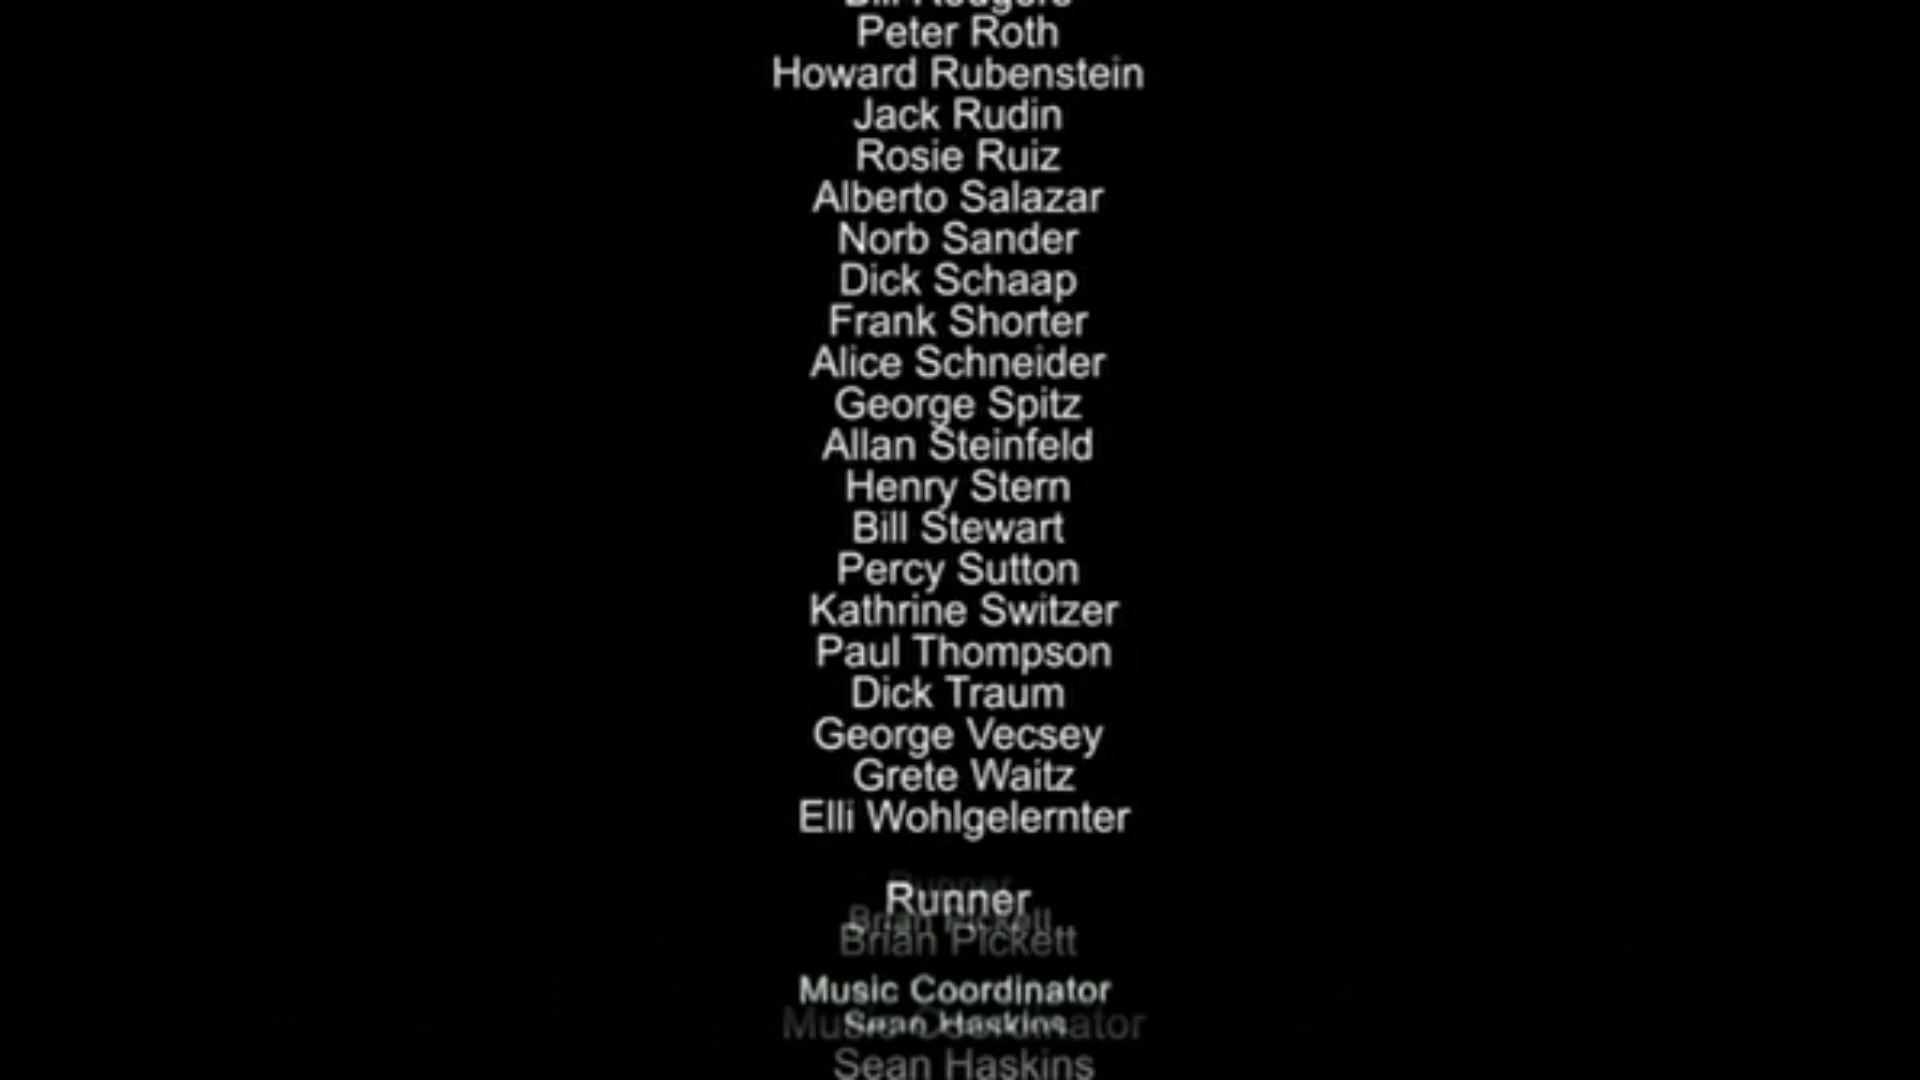 Bill Rodgers
Peter Roth
Howard Rubenstein
Jack Rudin
Rosie Ruiz
Alberto Salazar
Norb Sander
Dick Schaap
Frank Shorter
Alice Schneider
George Spitz
Allan Steinfeld
Henry Stern
Bill Stewart
Percy Sutton
Kathrine Switzer
Paul Thompson
Dick Traum
George Vecsey
Grete Waitz
Elli Wohlgelernter
Runner
Brian Pickett
Music Coordinator
Sean Haskins